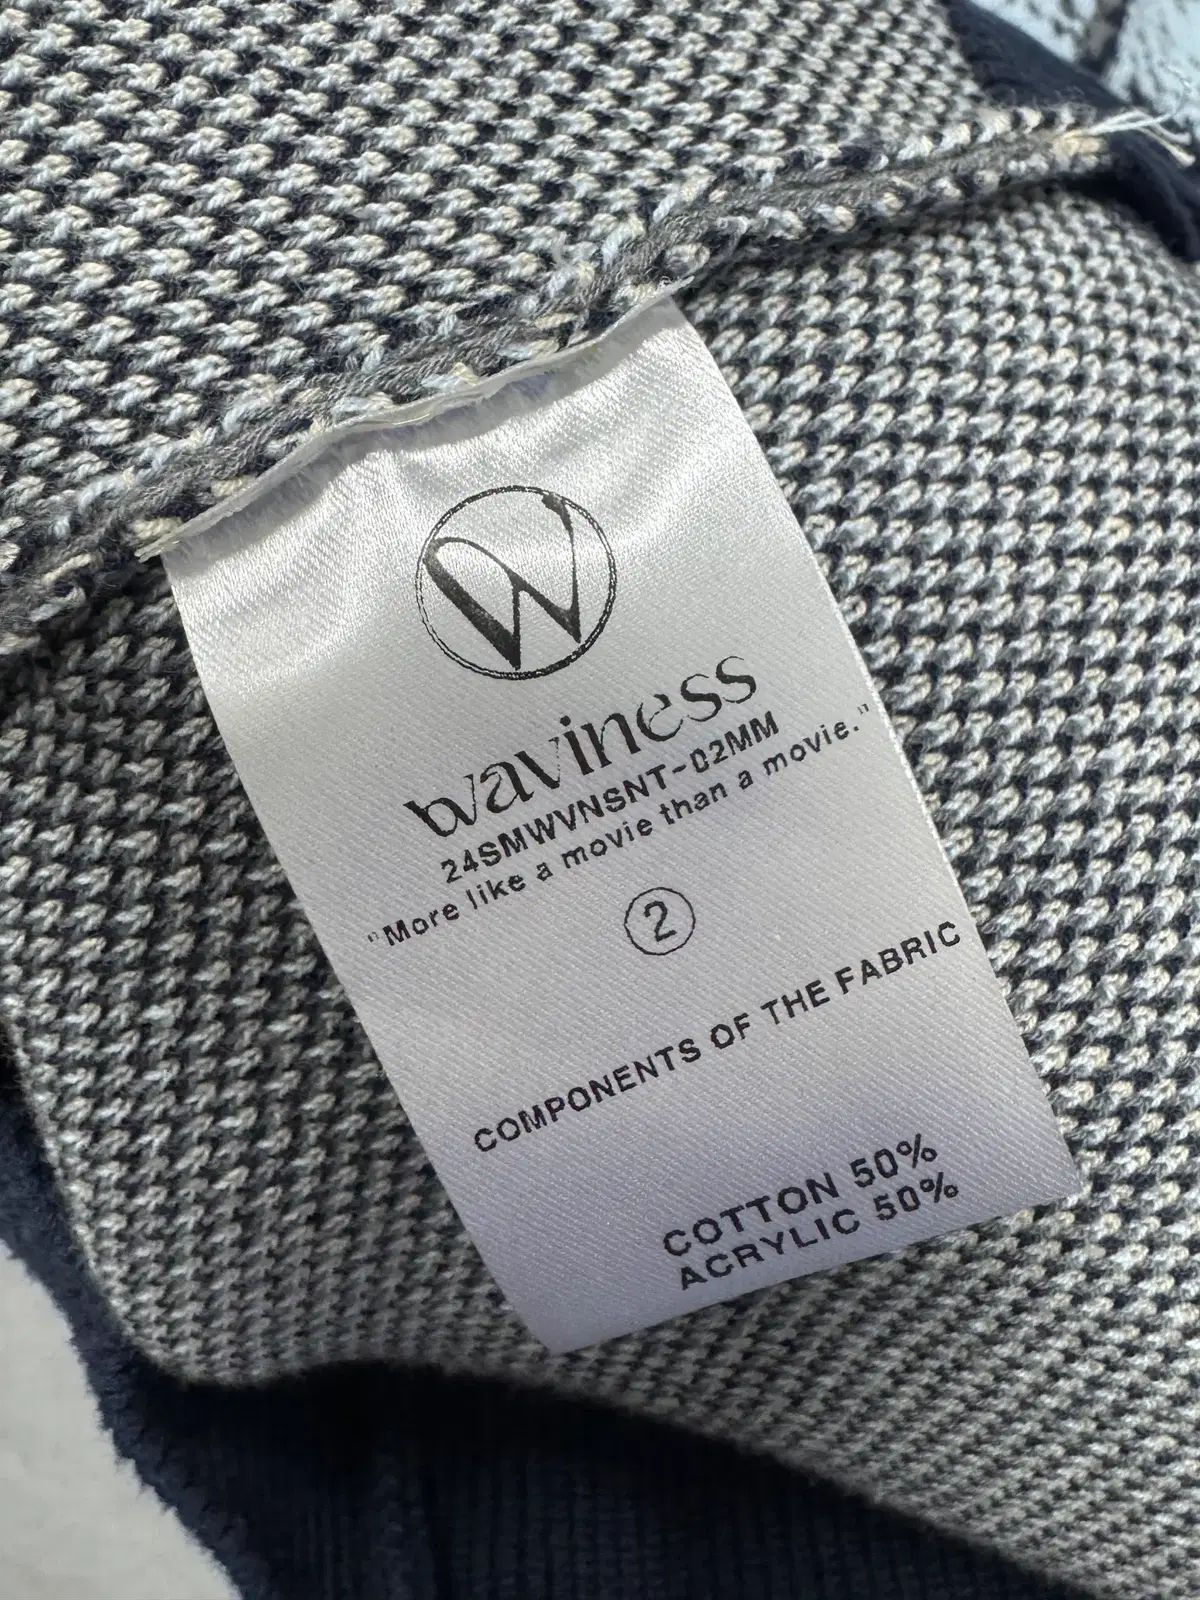 W
waviness
24SMWVNSNT-02MM
"More like a movie than a movie."
2
COMPONENTS OF THE FABRIC
COTTON 50%
ACRYLIC 50%